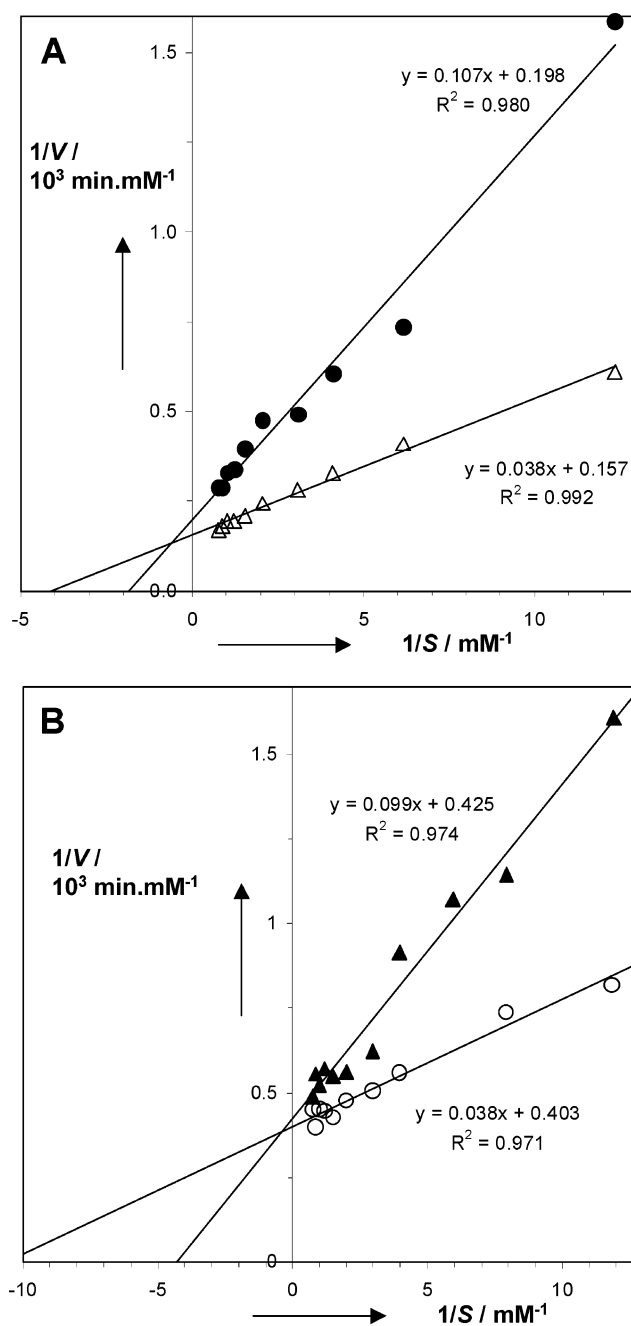 A
1.5
y = 0.107x + 0.198
R² = 0.980
1/V /
10³ min.mM⁻¹
1.0
0.5
y = 0.038x + 0.157
R² = 0.992
0.0
-5 0 5 10
1/S / mM⁻¹
B
1.5
y = 0.099x + 0.425
R² = 0.974
1/V /
10³ min.mM⁻¹
1
0.5
y = 0.038x + 0.403
R² = 0.971
0
-10 -5 0 5 10
1/S / mM⁻¹